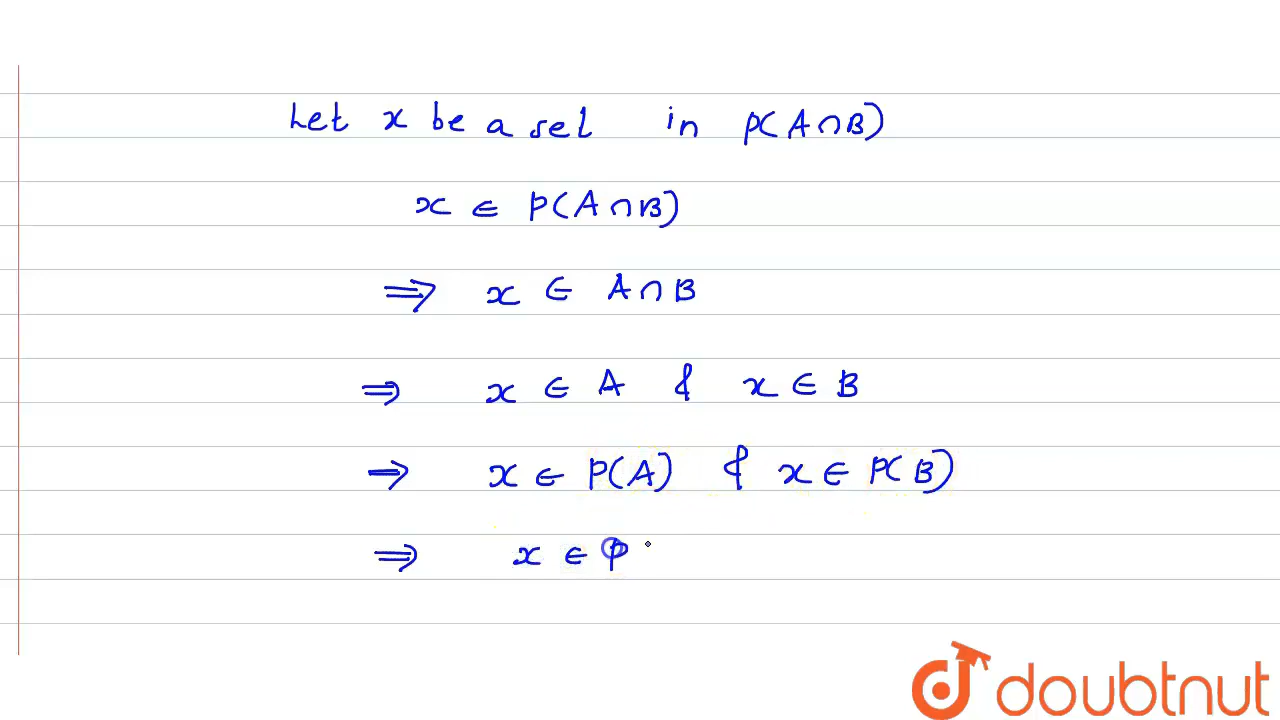 Let x be a set in P(A∩B)
x ∈ P(A∩B)
⇒ x ∈ A∩B
⇒ x ∈ A & x ∈ B
⇒ x ∈ P(A) & x ∈ P(B)
⇒ x ∈ P
doubtnut